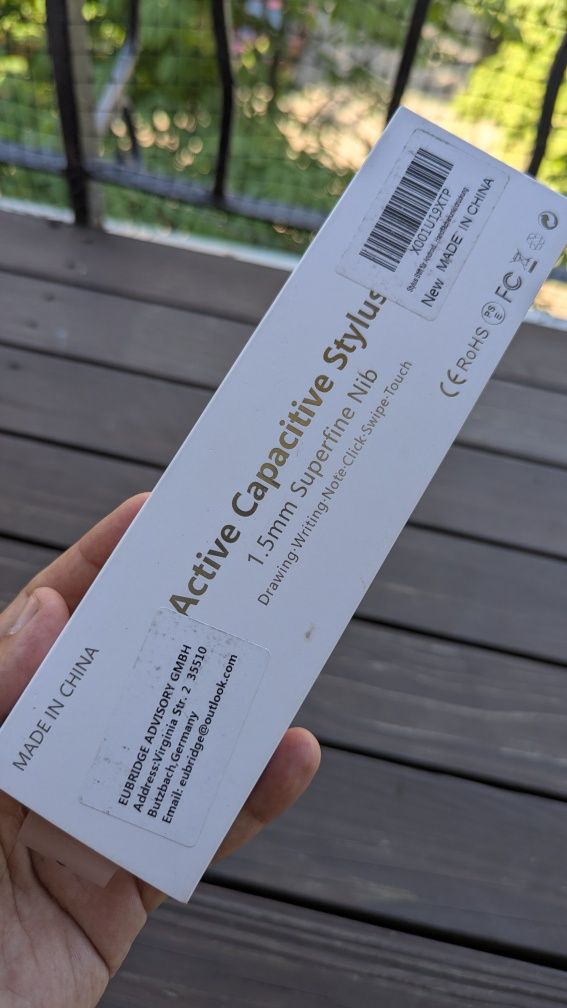 X001U19XTP
New MADE IN CHINA
Active Capacitive Stylus
1.5mm Superfine Nib
Drawing·Writing·Note·Click·Swipe·Touch
CE RoHS PSE FC
EUBRIDGE ADVISORY GMBH
Address:Virginia Str. 2 35510
Butzbach,Germany
Email: eubridge@outlook.com
MADE IN CHINA